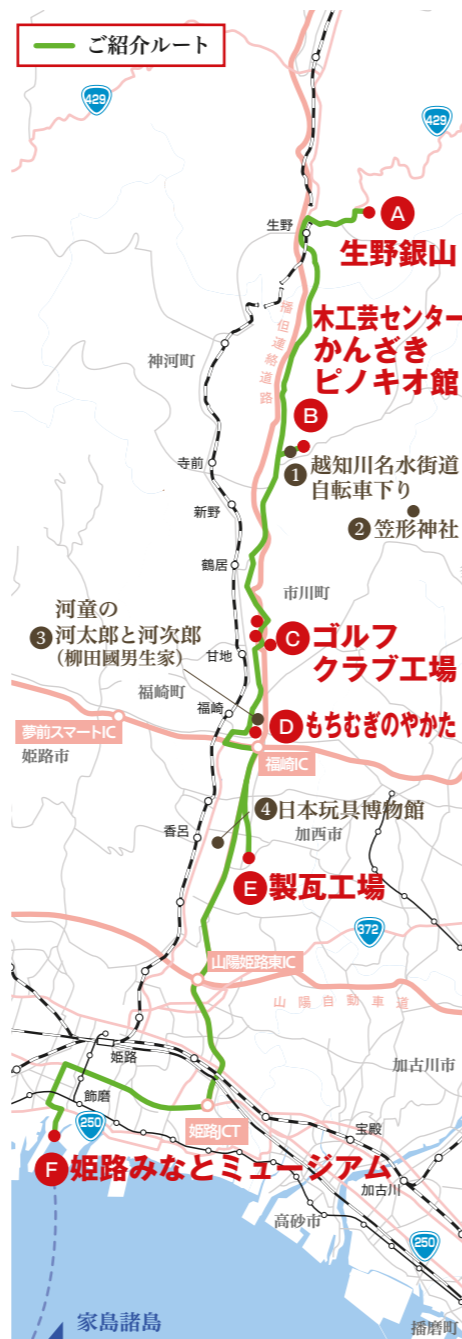 ご紹介ルート
429
429
A
生野
生野銀山
播但連絡道路
木工芸センター
かんざき
ピノキオ館
神河町
B
寺前
1 越知川名水街道
自転車下り
新野
2 笠形神社
鶴居
市川町
河童の
3 河太郎と河次郎
(柳田國男生家)
甘地
C ゴルフ
クラブ工場
福崎町
福崎
夢前スマートIC
姫路市
D もちむぎのやかた
福崎IC
4 日本玩具博物館
香呂
加西市
E 製瓦工場
372
山陽姫路東IC
山陽自動車道
姫路
加古川市
飾磨
姫路JCT
250
宝殿
F 姫路みなとミュージアム
加古川
高砂市
250
家島諸島
播磨町